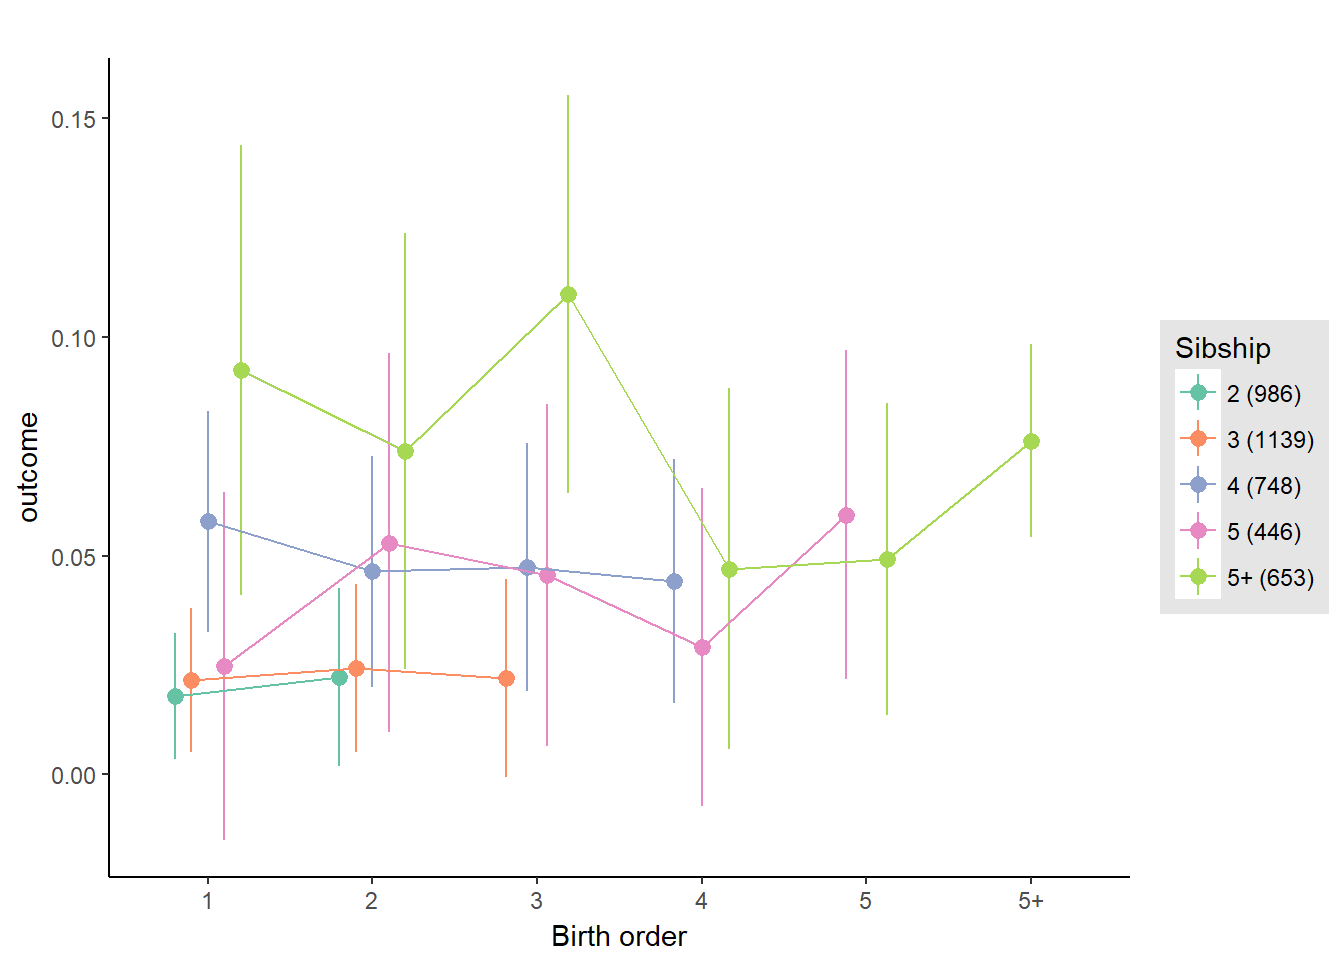 0.15
0.10
0.05
0.00
outcome
1 2 3 4 5 5+
Birth order
Sibship
2 (986)
3 (1139)
4 (748)
5 (446)
5+ (653)